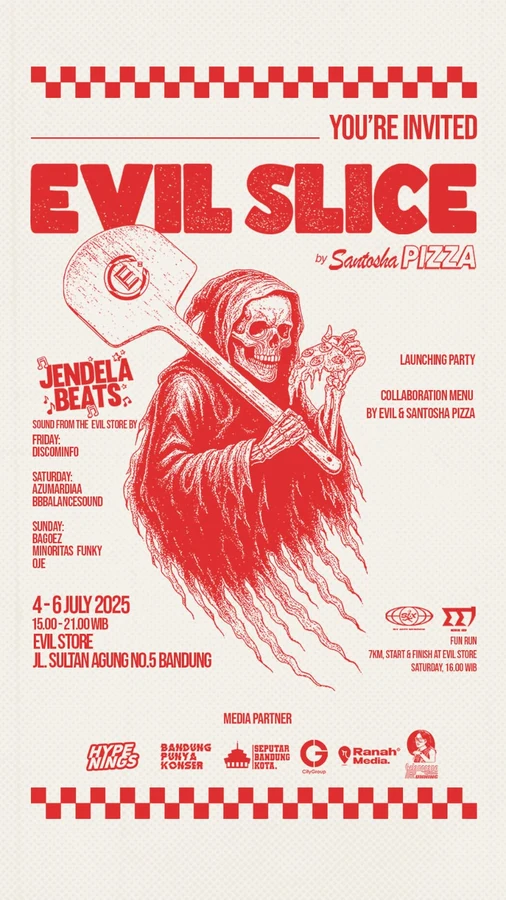 YOU'RE INVITED
EVIL SLICE
by Santosha PIZZA
E
JENDELA
BEATS
SOUND FROM THE EVIL STORE BY
FRIDAY:
DISCOMINFO
SATURDAY:
AZUMARDIAA
BBBALANCESOUND
SUNDAY:
BAGOEZ
MINORITAS FUNKY
OJE
LAUNCHING PARTY
COLLABORATION MENU
BY EVIL & SANTOSHA PIZZA
4 - 6 JULY 2025
15.00 - 21.00 WIB
EVIL STORE
JL. SULTAN AGUNG NO.5 BANDUNG
FUN RUN
7KM, START & FINISH AT EVIL STORE
SATURDAY, 16.00 WIB
MEDIA PARTNER
HYPE
NINGS
BANDUNG
PUNYA
KONSER
SEPUTAR
BANDUNG
KOTA.
CityGroup
Ranah
Media.